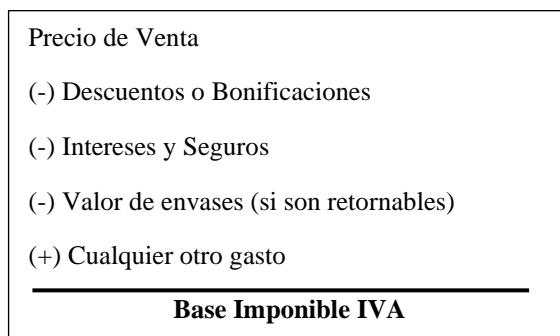 Precio de Venta
(-) Descuentos o Bonificaciones
(-) Intereses y Seguros
(-) Valor de envases (si son retornables)
(+) Cualquier otro gasto
Base Imponible IVA